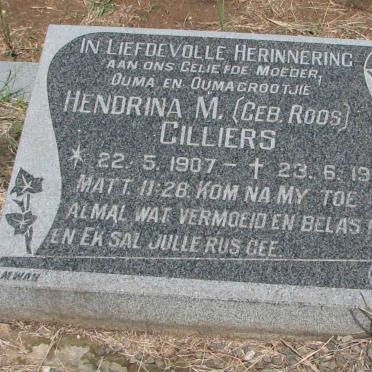 IN LIEFDEVOLLE HERINNERING
AAN ONS GELIEFDE MOEDER,
OUMA EN OUMAGROOTJIE
HENDRINA M. (GEB. ROOS)
CILLIERS
22. 5. 1907 – † 23. 6. 19
MATT 11:28 KOM NA MY TOE
ALMAL WAT VERMOEID EN BELAS
EN EK SAL JULLE RUS GEE.